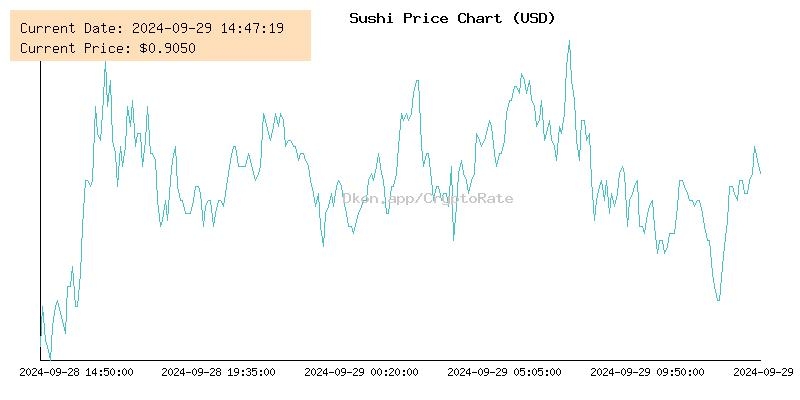 Sushi Price Chart (USD)
Current Date: 2024-09-29 14:47:19
Current Price: $0.9050
Dkon.app/CryptoRate
2024-09-28 14:50:00 2024-09-28 19:35:00 2024-09-29 00:20:00 2024-09-29 05:05:00 2024-09-29 09:50:00 2024-09-29